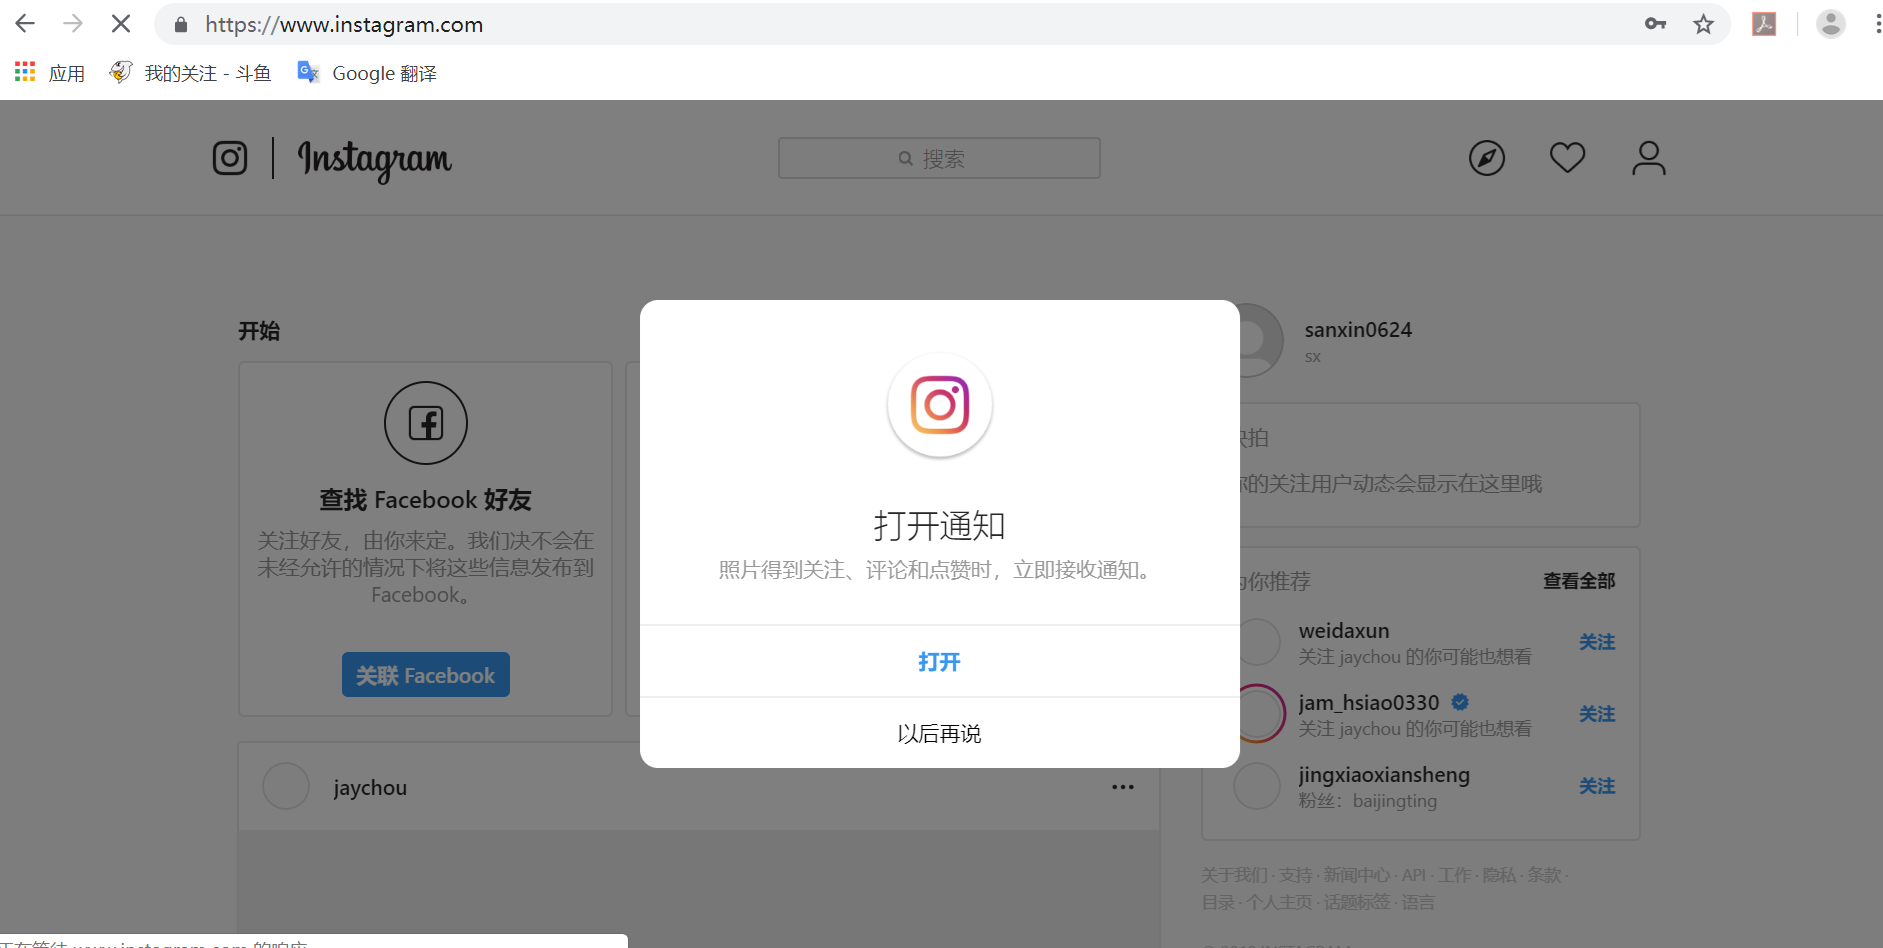 https://www.instagram.com
应用 我的关注 - 斗鱼 Google 翻译
Instagram 搜索
开始
查找 Facebook 好友
关注好友，由你来定。我们决不会在
未经允许的情况下将这些信息发布到
Facebook。
关联 Facebook
jaychou
打开通知
照片得到关注、评论和点赞时，立即接收通知。
打开
以后再说
sanxin0624
sx
拍
的关注用户动态会显示在这里哦
你推荐 查看全部
weidaxun 关注
关注 jaychou 的你可能也想看
jam_hsiao0330 关注
关注 jaychou 的你可能也想看
jingxiaoxiansheng 关注
粉丝：baijingting
关于我们 · 支持 · 新闻中心 · API · 工作 · 隐私 · 条款 ·
目录 · 个人主页 · 话题标签 · 语言